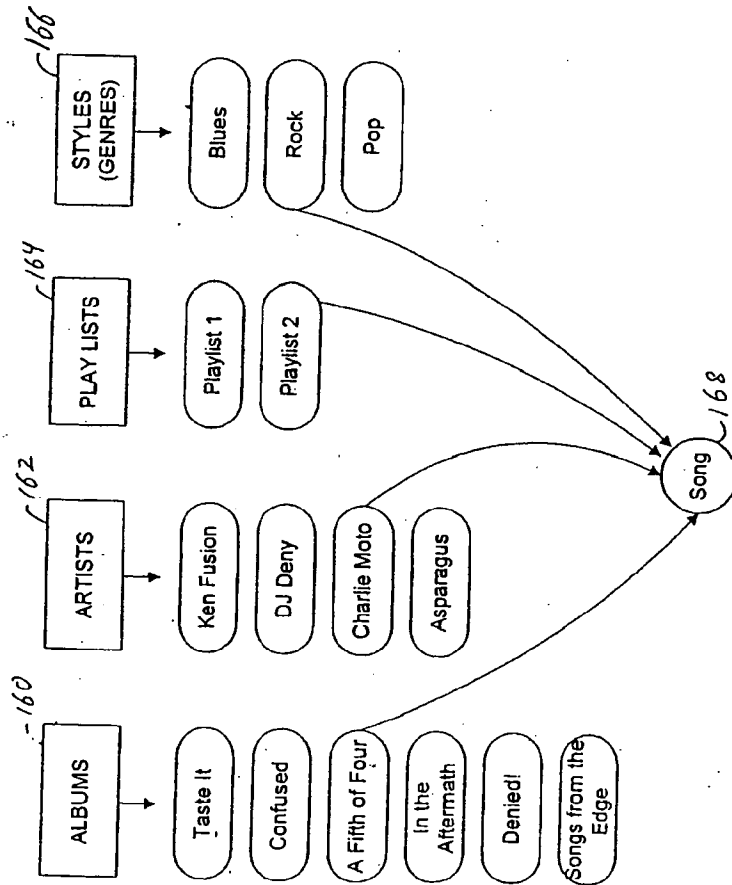 160
ALBUMS
Taste It
Confused
A Fifth of Four
In the
Aftermath
Denied!
Songs from the
Edge
162
ARTISTS
Ken Fusion
DJ Deny
Charlie Moto
Asparagus
164
PLAY LISTS
Playlist 1
Playlist 2
166
STYLES
(GENRES)
Blues
Rock
Pop
Song
168